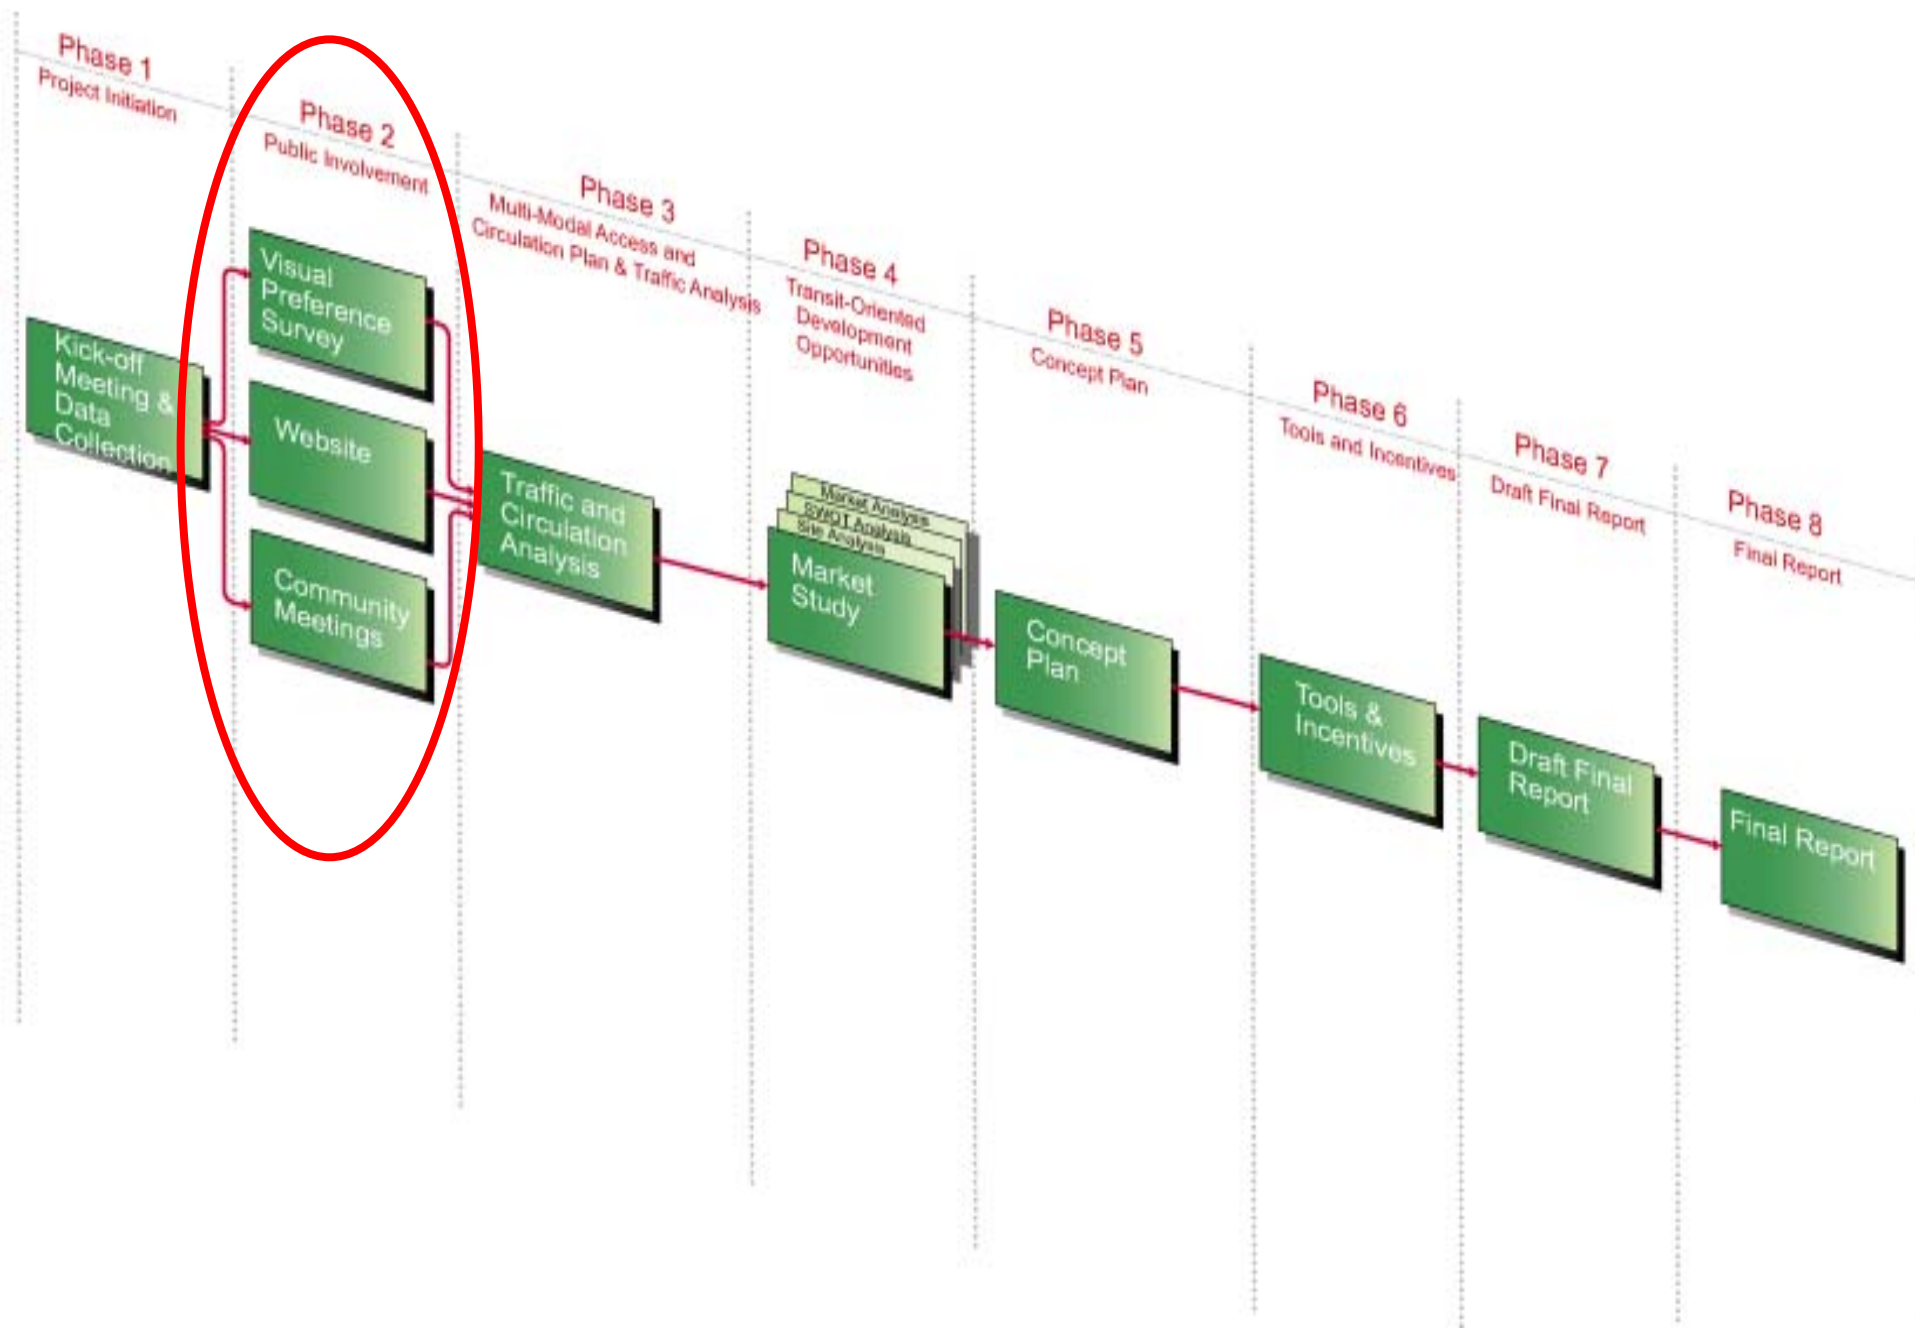 Phase 1
Project Initiation
Phase 2
Public Involvement
Phase 3
Multi-Modal Access and
Circulation Plan & Traffic Analysis
Phase 4
Transit-Oriented
Development
Opportunities
Phase 5
Concept Plan
Phase 6
Tools and Incentives
Phase 7
Draft Final Report
Phase 8
Final Report
Kick-off
Meeting &
Data
Collection
Visual
Preference
Survey
Website
Community
Meetings
Traffic and
Circulation
Analysis
Market Analysis
SWOT Analysis
Site Analysis
Market
Study
Concept
Plan
Tools &
Incentives
Draft Final
Report
Final Report